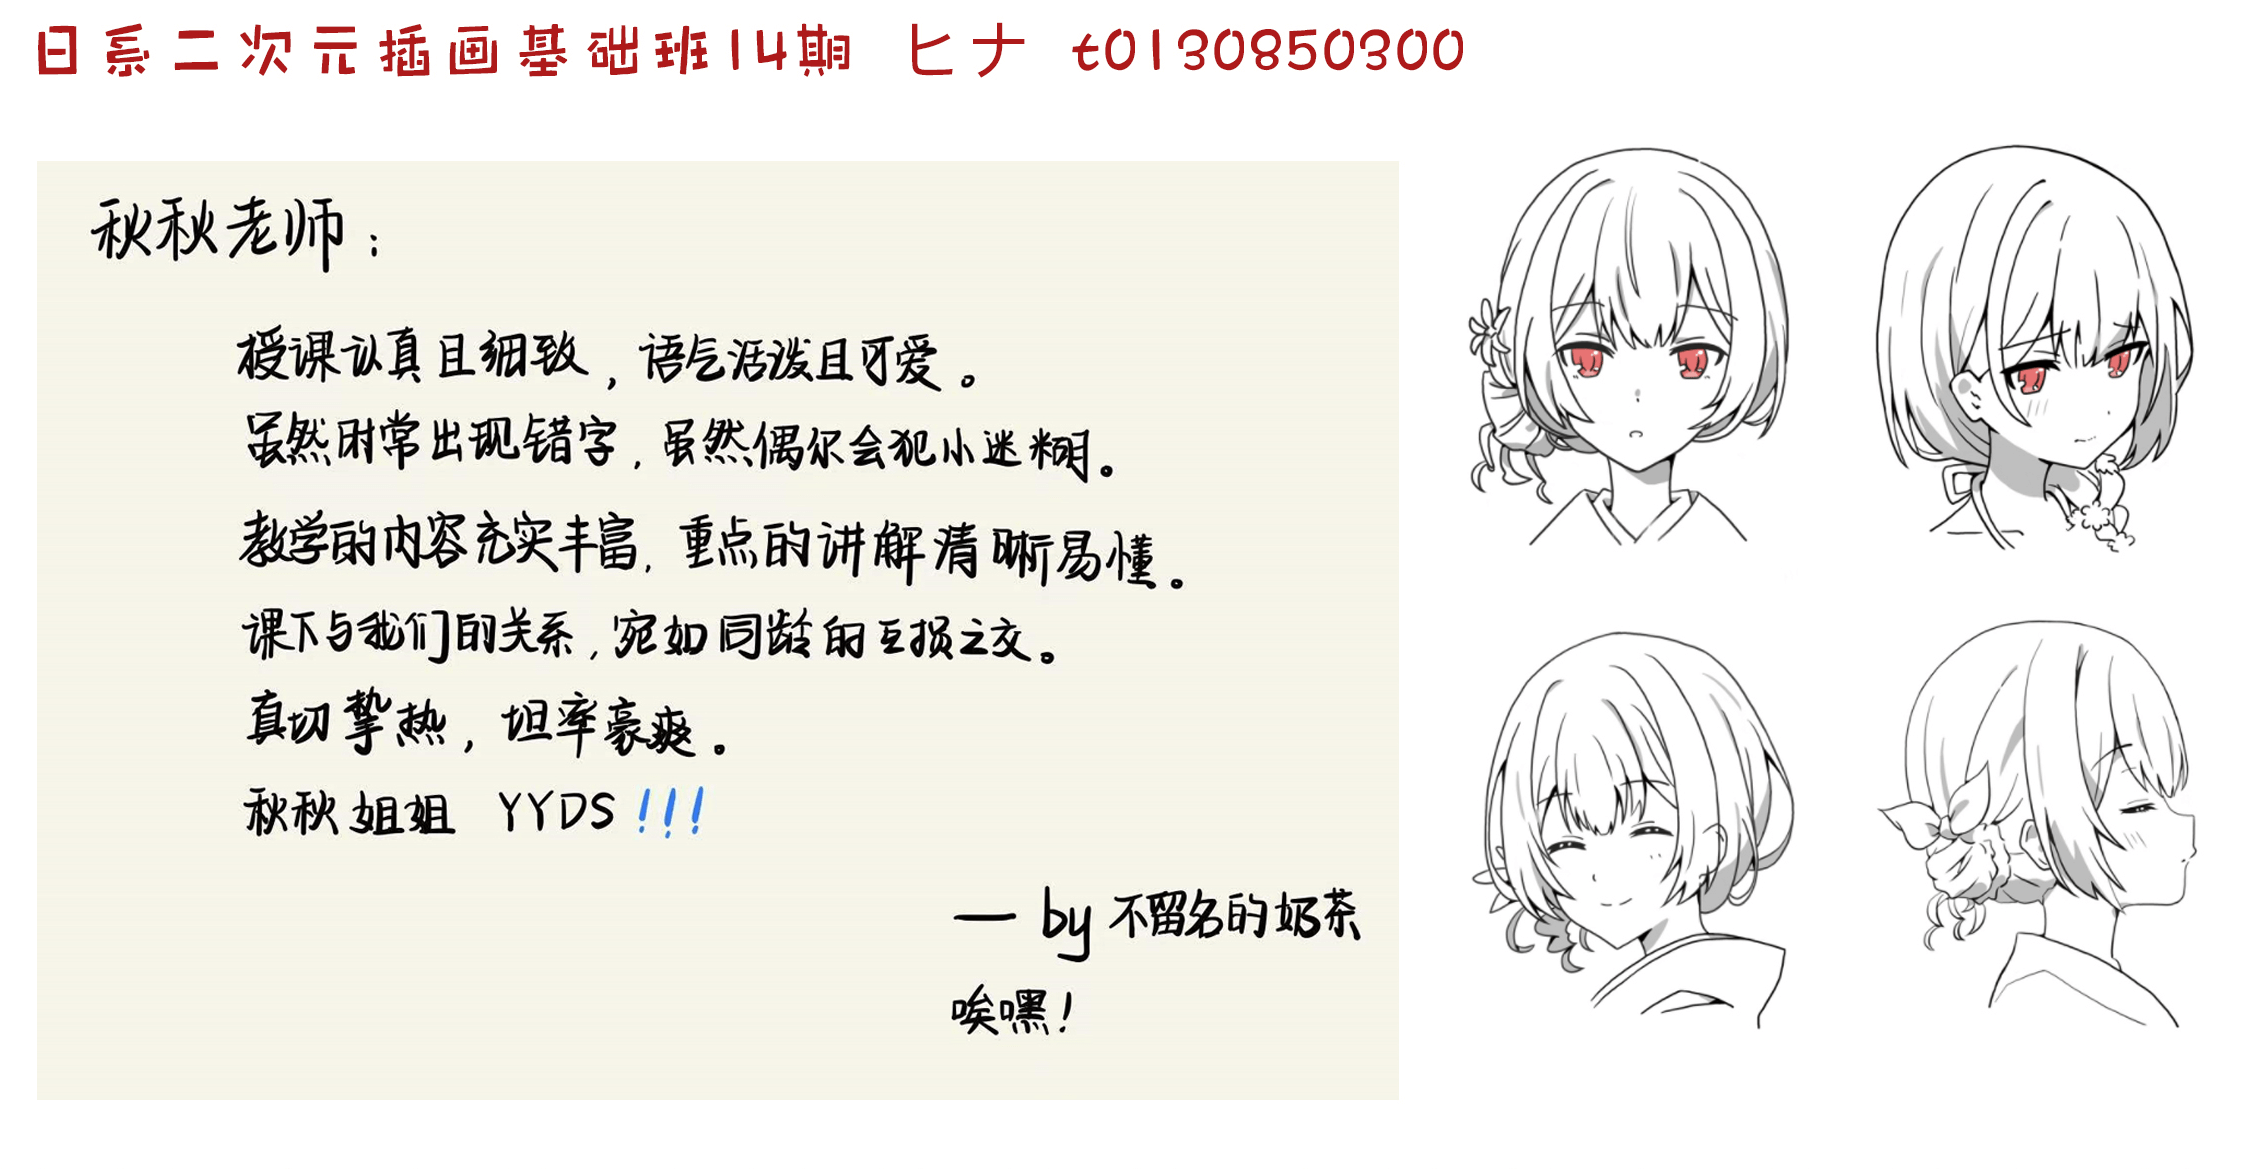 日系二次元插画基础班14期 ヒナ t0130850300
秋秋老师：
授课认真且细致，语气活泼且可爱。
虽然时常出现错字，虽然偶尔会犯小迷糊。
教学的内容充实丰富，重点的讲解清晰易懂。
课下与我们的关系，宛如同龄的互损之交。
真切挚热，坦率豪爽。
秋秋姐姐 YYDS!!!
— by 不留名的奶茶
唉嘿！